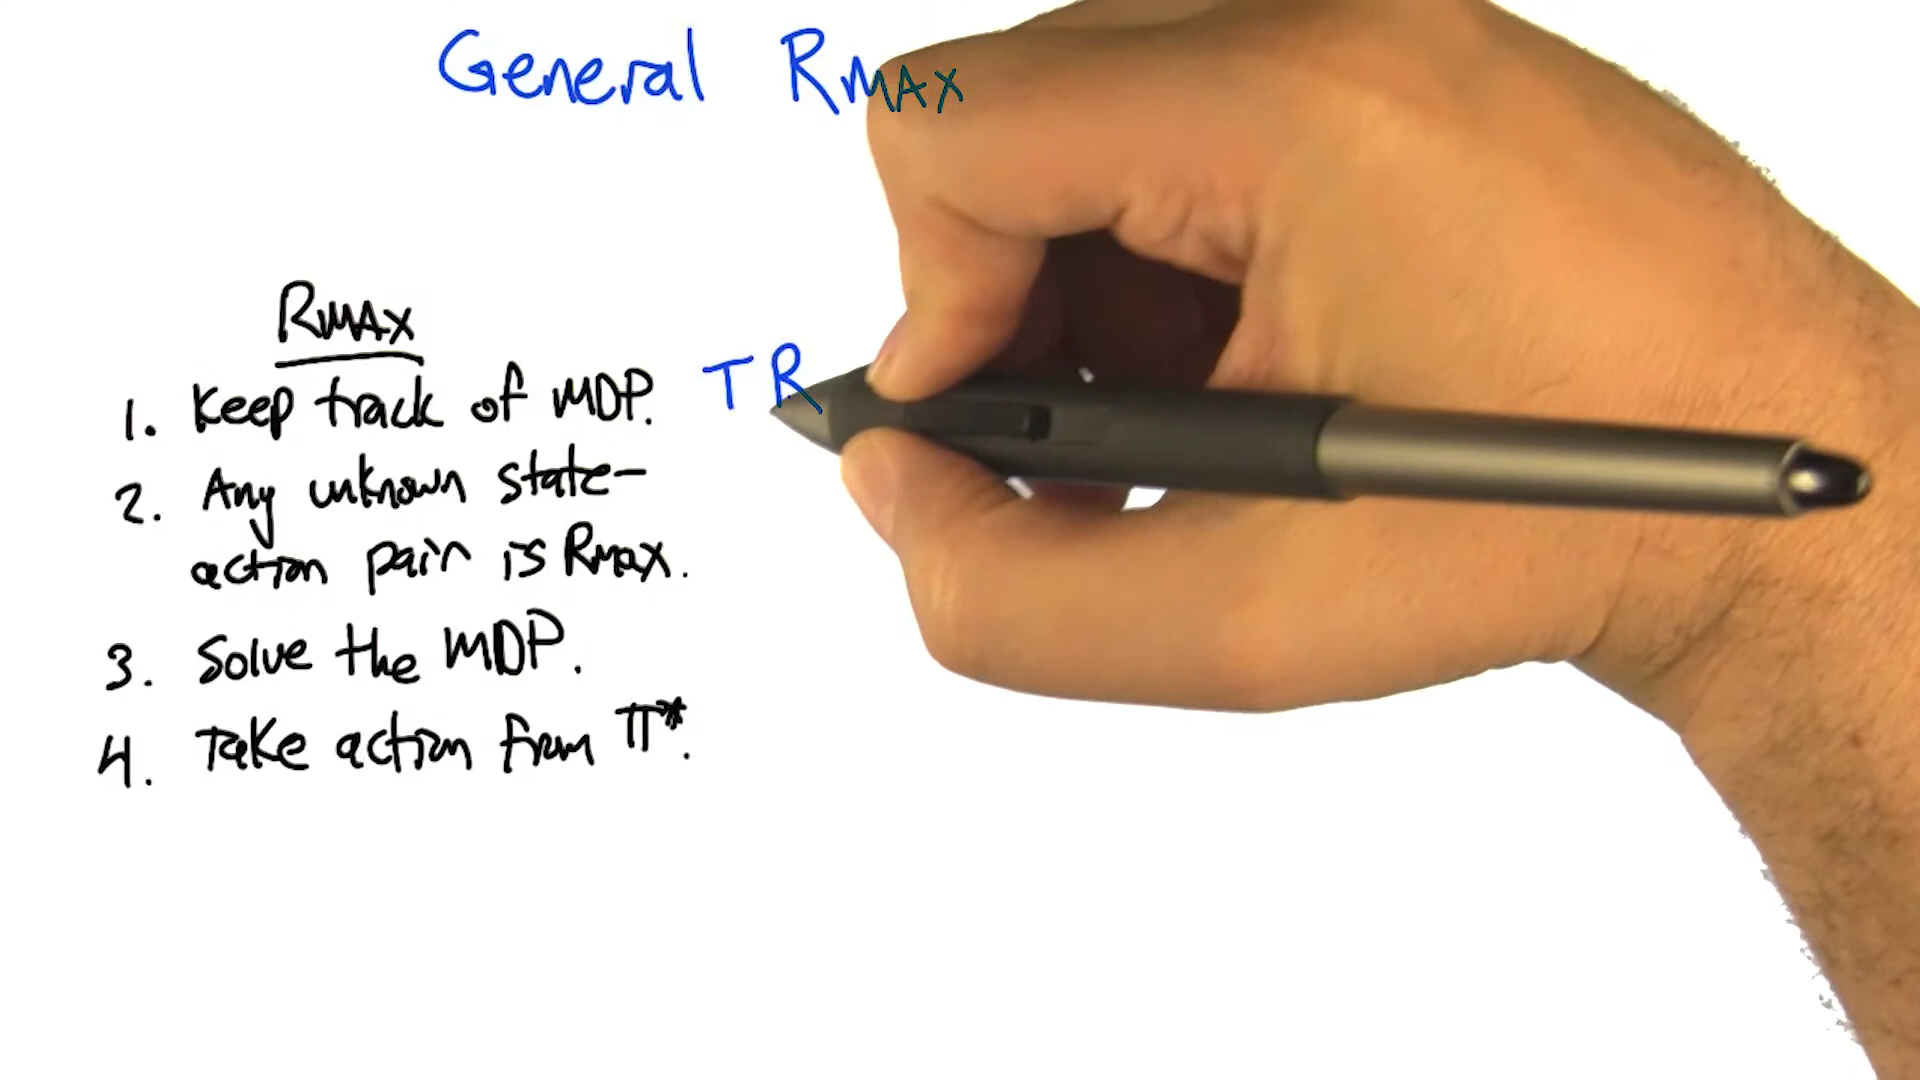 General RMAX
RMAX
1. Keep track of MDP. T R
2. Any unknown state-
action pair is Rmax.
3. Solve the MDP.
4. Take action from π*.